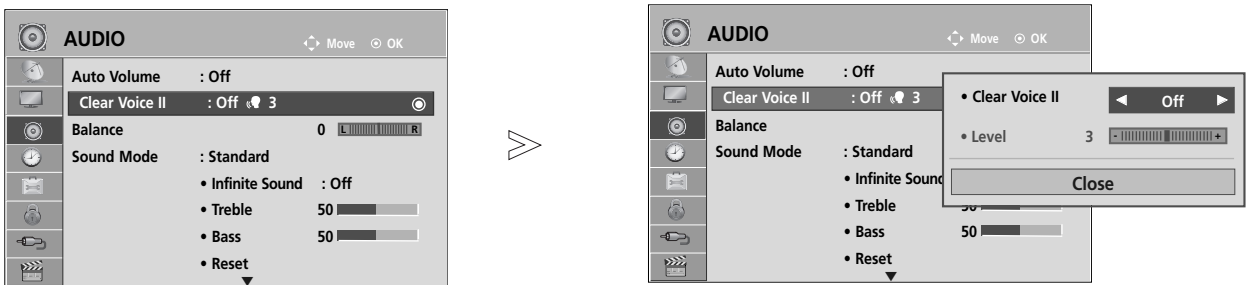 AUDIO
Move OK
Auto Volume : Off
Clear Voice II : Off 3
Balance 0 L R
Sound Mode : Standard
• Infinite Sound : Off
• Treble 50
• Bass 50
• Reset
AUDIO
Move OK
Auto Volume : Off
Clear Voice II : Off 3
Balance
Sound Mode : Standard
• Infinite Sound
• Treble 50
• Bass 50
• Reset
• Clear Voice II Off
• Level 3 - +
Close